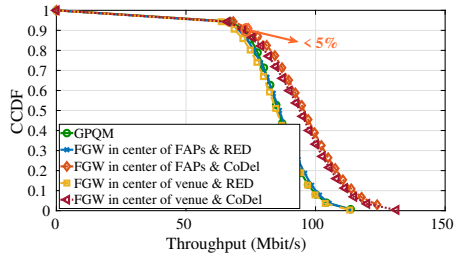 1
0.9
0.8
0.7
0.6
0.5
0.4
0.3
0.2
0.1
0
CCDF
< 5%
GPQM
FGW in center of FAPs & RED
FGW in center of FAPs & CoDel
FGW in center of venue & RED
FGW in center of venue & CoDel
0 50 100 150
Throughput (Mbit/s)